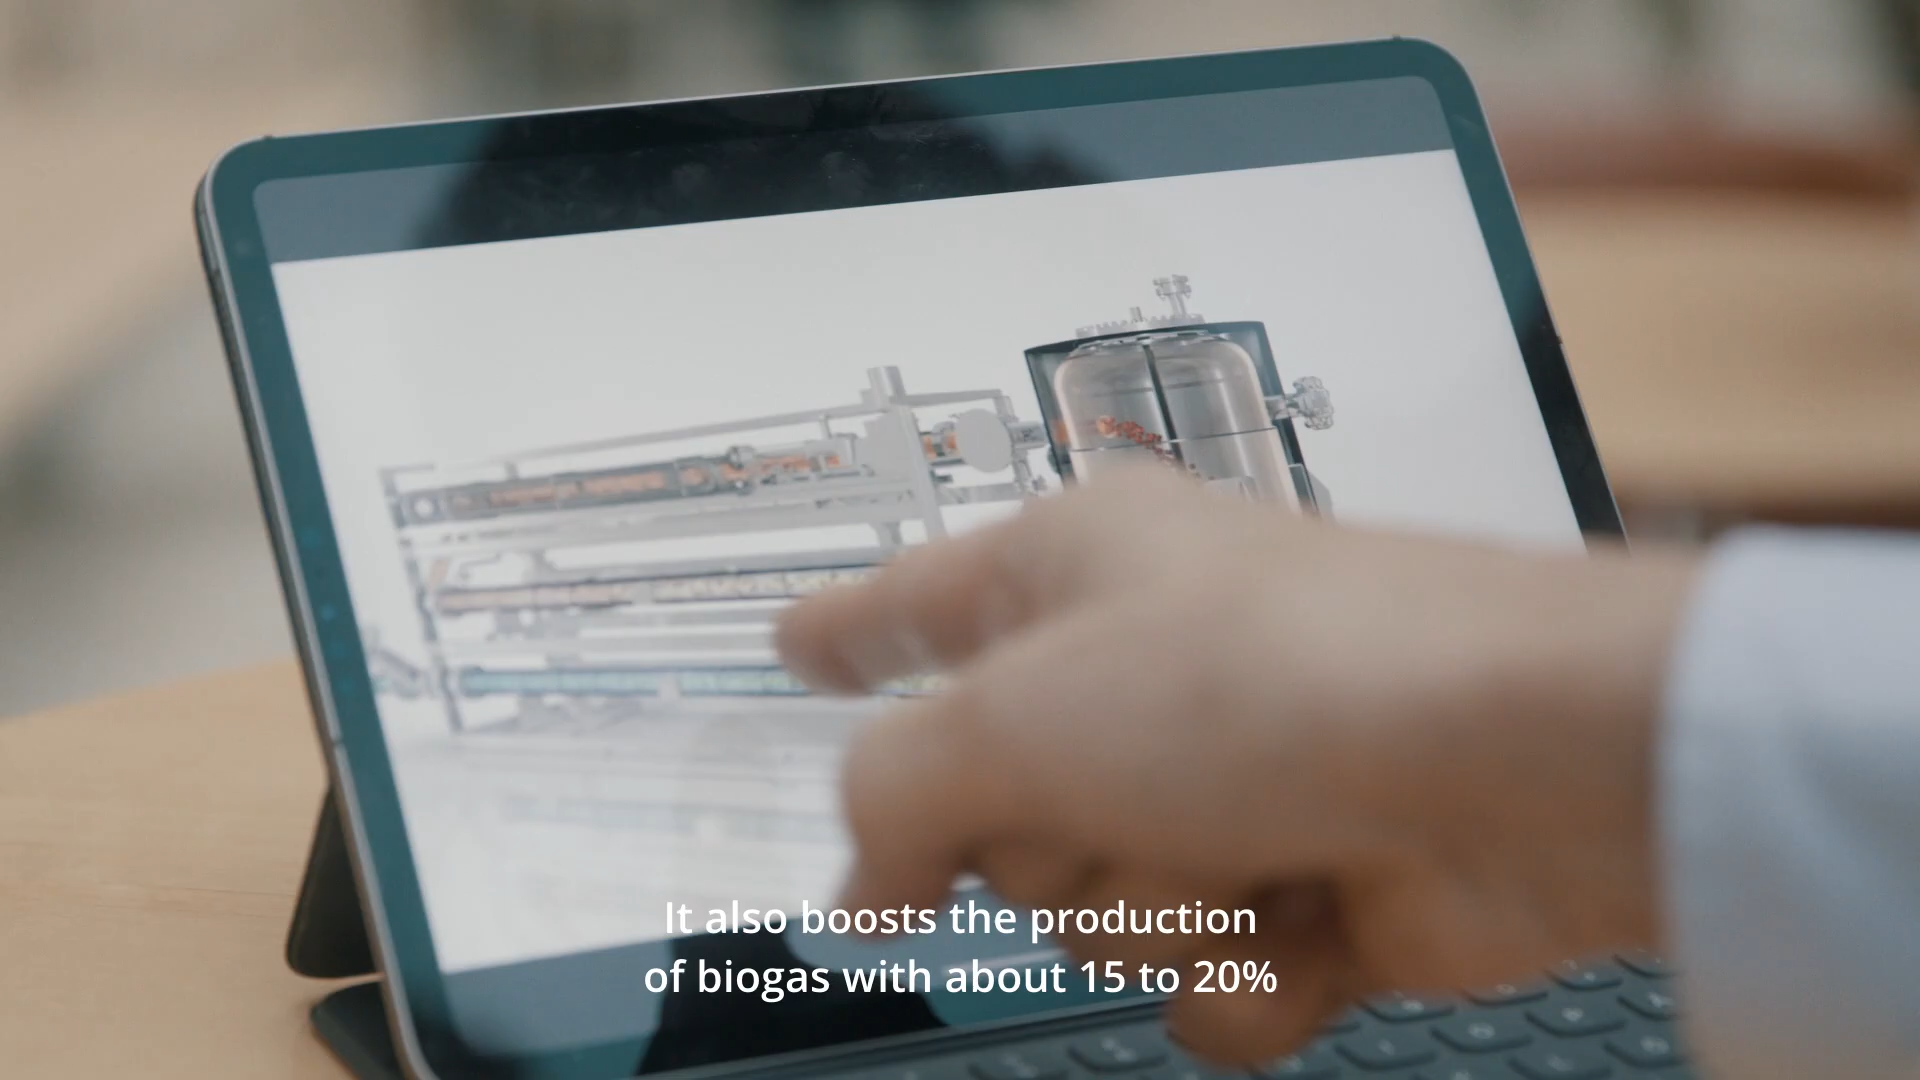 It also boosts the production
of biogas with about 15 to 20%